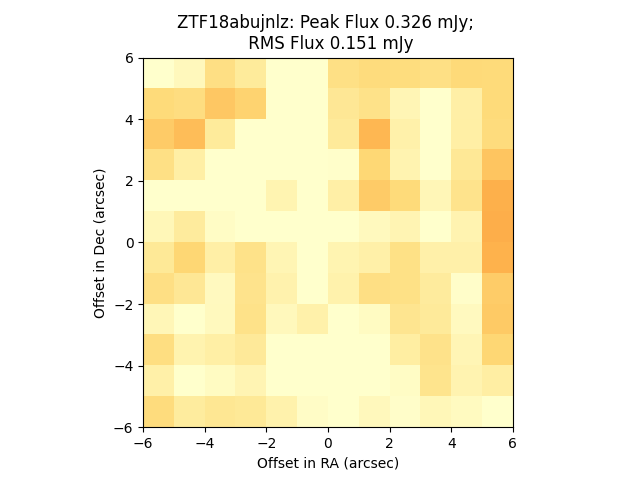 ZTF18abujnlz: Peak Flux 0.326 mJy;
RMS Flux 0.151 mJy
6
4
2
0
−2
−4
−6
Offset in Dec (arcsec)
−6 −4 −2 0 2 4 6
Offset in RA (arcsec)